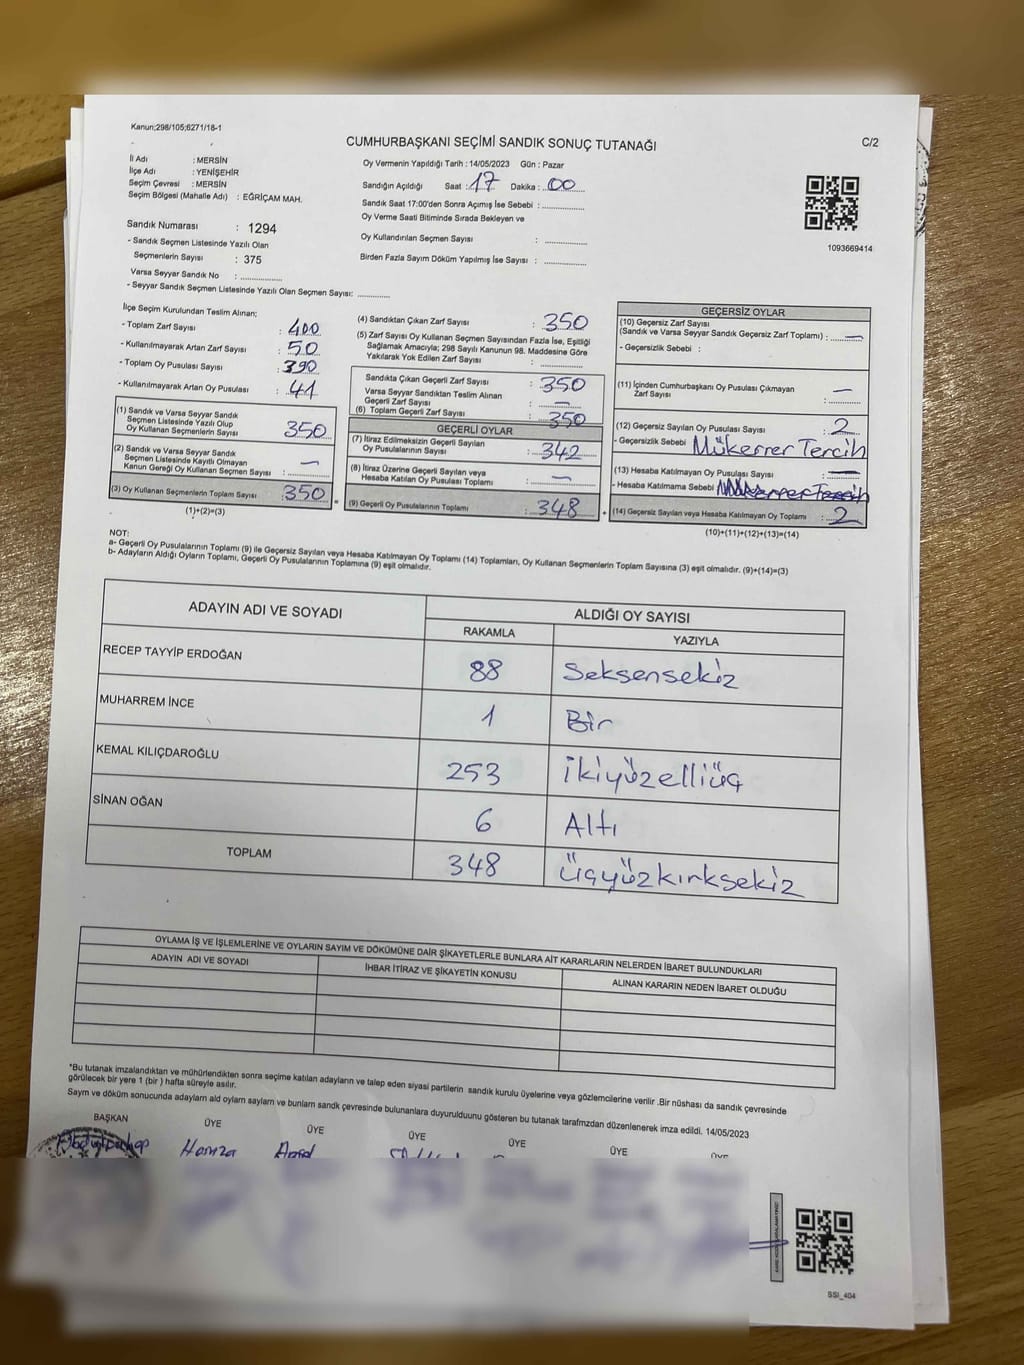 Kanun;298/105;6271/18-1
CUMHURBAŞKANI SEÇİMİ SANDIK SONUÇ TUTANAĞI
C/2
İl Adı : MERSİN
İlçe Adı : YENİŞEHİR
Seçim Çevresi : MERSİN
Seçim Bölgesi (Mahalle Adı) : EĞRİÇAM MAH.
Oy Vermenin Yapıldığı Tarih : 14/05/2023 Gün : Pazar
Sandığın Açıldığı Saat : 17 Dakika : 00
Sandık Saat 17:00'den Sonra Açımış İse Sebebi :
Oy Verme Saati Bitiminde Sırada Bekleyen ve
Oy Kullandırılan Seçmen Sayısı :
Birden Fazla Sayım Döküm Yapılmış İse Sayısı :
1093669414
Sandık Numarası : 1294
- Sandık Seçmen Listesinde Yazılı Olan
Seçmenlerin Sayısı : 375
Varsa Seyyar Sandık No :
- Seyyar Sandık Seçmen Listesinde Yazılı Olan Seçmen Sayısı:
İlçe Seçim Kurulundan Teslim Alınan;
- Toplam Zarf Sayısı : 400
- Kullanılmayarak Artan Zarf Sayısı : 50
- Toplam Oy Pusulası Sayısı : 390
- Kullanılmayarak Artan Oy Pusulası : 41
(1) Sandık ve Varsa Seyyar Sandık
Seçmen Listesinde Yazılı Olup
Oy Kullanan Seçmenlerin Sayısı : 350
(2) Sandık ve Varsa Seyyar Sandık
Seçmen Listesinde Kayıtlı Olmayan
Kanun Gereği Oy Kullanan Seçmen Sayısı : —
(3) Oy Kullanan Seçmenlerin Toplam Sayısı : 350
(1)+(2)=(3)
(4) Sandıktan Çıkan Zarf Sayısı : 350
(5) Zarf Sayısı Oy Kullanan Seçmen Sayısından Fazla İse, Eşitliği
Sağlamak Amacıyla; 298 Sayılı Kanunun 98. Maddesine Göre
Yakılarak Yok Edilen Zarf Sayısı :
Sandıkta Çıkan Geçerli Zarf Sayısı : 350
Varsa Seyyar Sandıktan Teslim Alınan
Geçerli Zarf Sayısı : —
(6) Toplam Geçerli Zarf Sayısı : 350
GEÇERLİ OYLAR
(7) İtiraz Edilmeksizin Geçerli Sayılan
Oy Pusulalarının Sayısı : 342
(8) İtiraz Üzerine Geçerli Sayılan veya
Hesaba Katılan Oy Pusulası Toplamı : —
(9) Geçerli Oy Pusulalarının Toplamı : 348
GEÇERSİZ OYLAR
(10) Geçersiz Zarf Sayısı
(Sandık ve Varsa Seyyar Sandık Geçersiz Zarf Toplamı) : —
- Geçersizlik Sebebi :
(11) İçinden Cumhurbaşkanı Oy Pusulası Çıkmayan
Zarf Sayısı : —
(12) Geçersiz Sayılan Oy Pusulası Sayısı : 2
- Geçersizlik Sebebi Mükerrer Tercih
(13) Hesaba Katılmayan Oy Pusulası Sayısı : —
- Hesaba Katılmama Sebebi
(14) Geçersiz Sayılan veya Hesaba Katılmayan Oy Toplamı : 2
(10)+(11)+(12)+(13)=(14)
NOT:
a- Geçerli Oy Pusulalarının Toplamı (9) ile Geçersiz Sayılan veya Hesaba Katılmayan Oy Toplamı (14) Toplamları, Oy Kullanan Seçmenlerin Toplam Sayısına (3) eşit olmalıdır. (9)+(14)=(3)
b- Adayların Aldığı Oyların Toplamı, Geçerli Oy Pusulalarının Toplamına (9) eşit olmalıdır.
ADAYIN ADI VE SOYADI
ALDIĞI OY SAYISI
RAKAMLA YAZIYLA
RECEP TAYYİP ERDOĞAN 88 Seksensekiz
MUHARREM İNCE 1 Bir
KEMAL KILIÇDAROĞLU 253 İkiyüzelliüç
SİNAN OĞAN 6 Altı
TOPLAM 348 Üçyüzkırksekiz
OYLAMA İŞ VE İŞLEMLERİNE VE OYLARIN SAYIM VE DÖKÜMÜNE DAİR ŞİKAYETLERLE BUNLARA AİT KARARLARIN NELERDEN İBARET BULUNDUKLARI
ADAYIN ADI VE SOYADI
İHBAR İTİRAZ VE ŞİKAYETİN KONUSU
ALINAN KARARIN NEDEN İBARET OLDUĞU
*Bu tutanak imzalandıktan ve mühürlendikten sonra seçime katılan adayların ve talep eden siyasi partilerin sandık kurulu üyelerine veya gözlemcilerine verilir .Bir nüshası da sandık çevresinde
görülecek bir yere 1 (bir ) hafta süreyle asılır.
Sayım ve döküm sonucunda adayların ald oylarn saylarn ve bunlarn sandk çevresinde bulunanlara duyurulduunu gösteren bu tutanak tarafmzdan düzenlenerek imza edildi. 14/05/2023
BAŞKAN ÜYE ÜYE ÜYE ÜYE ÜYE ÜYE
Hamza
SSI_404